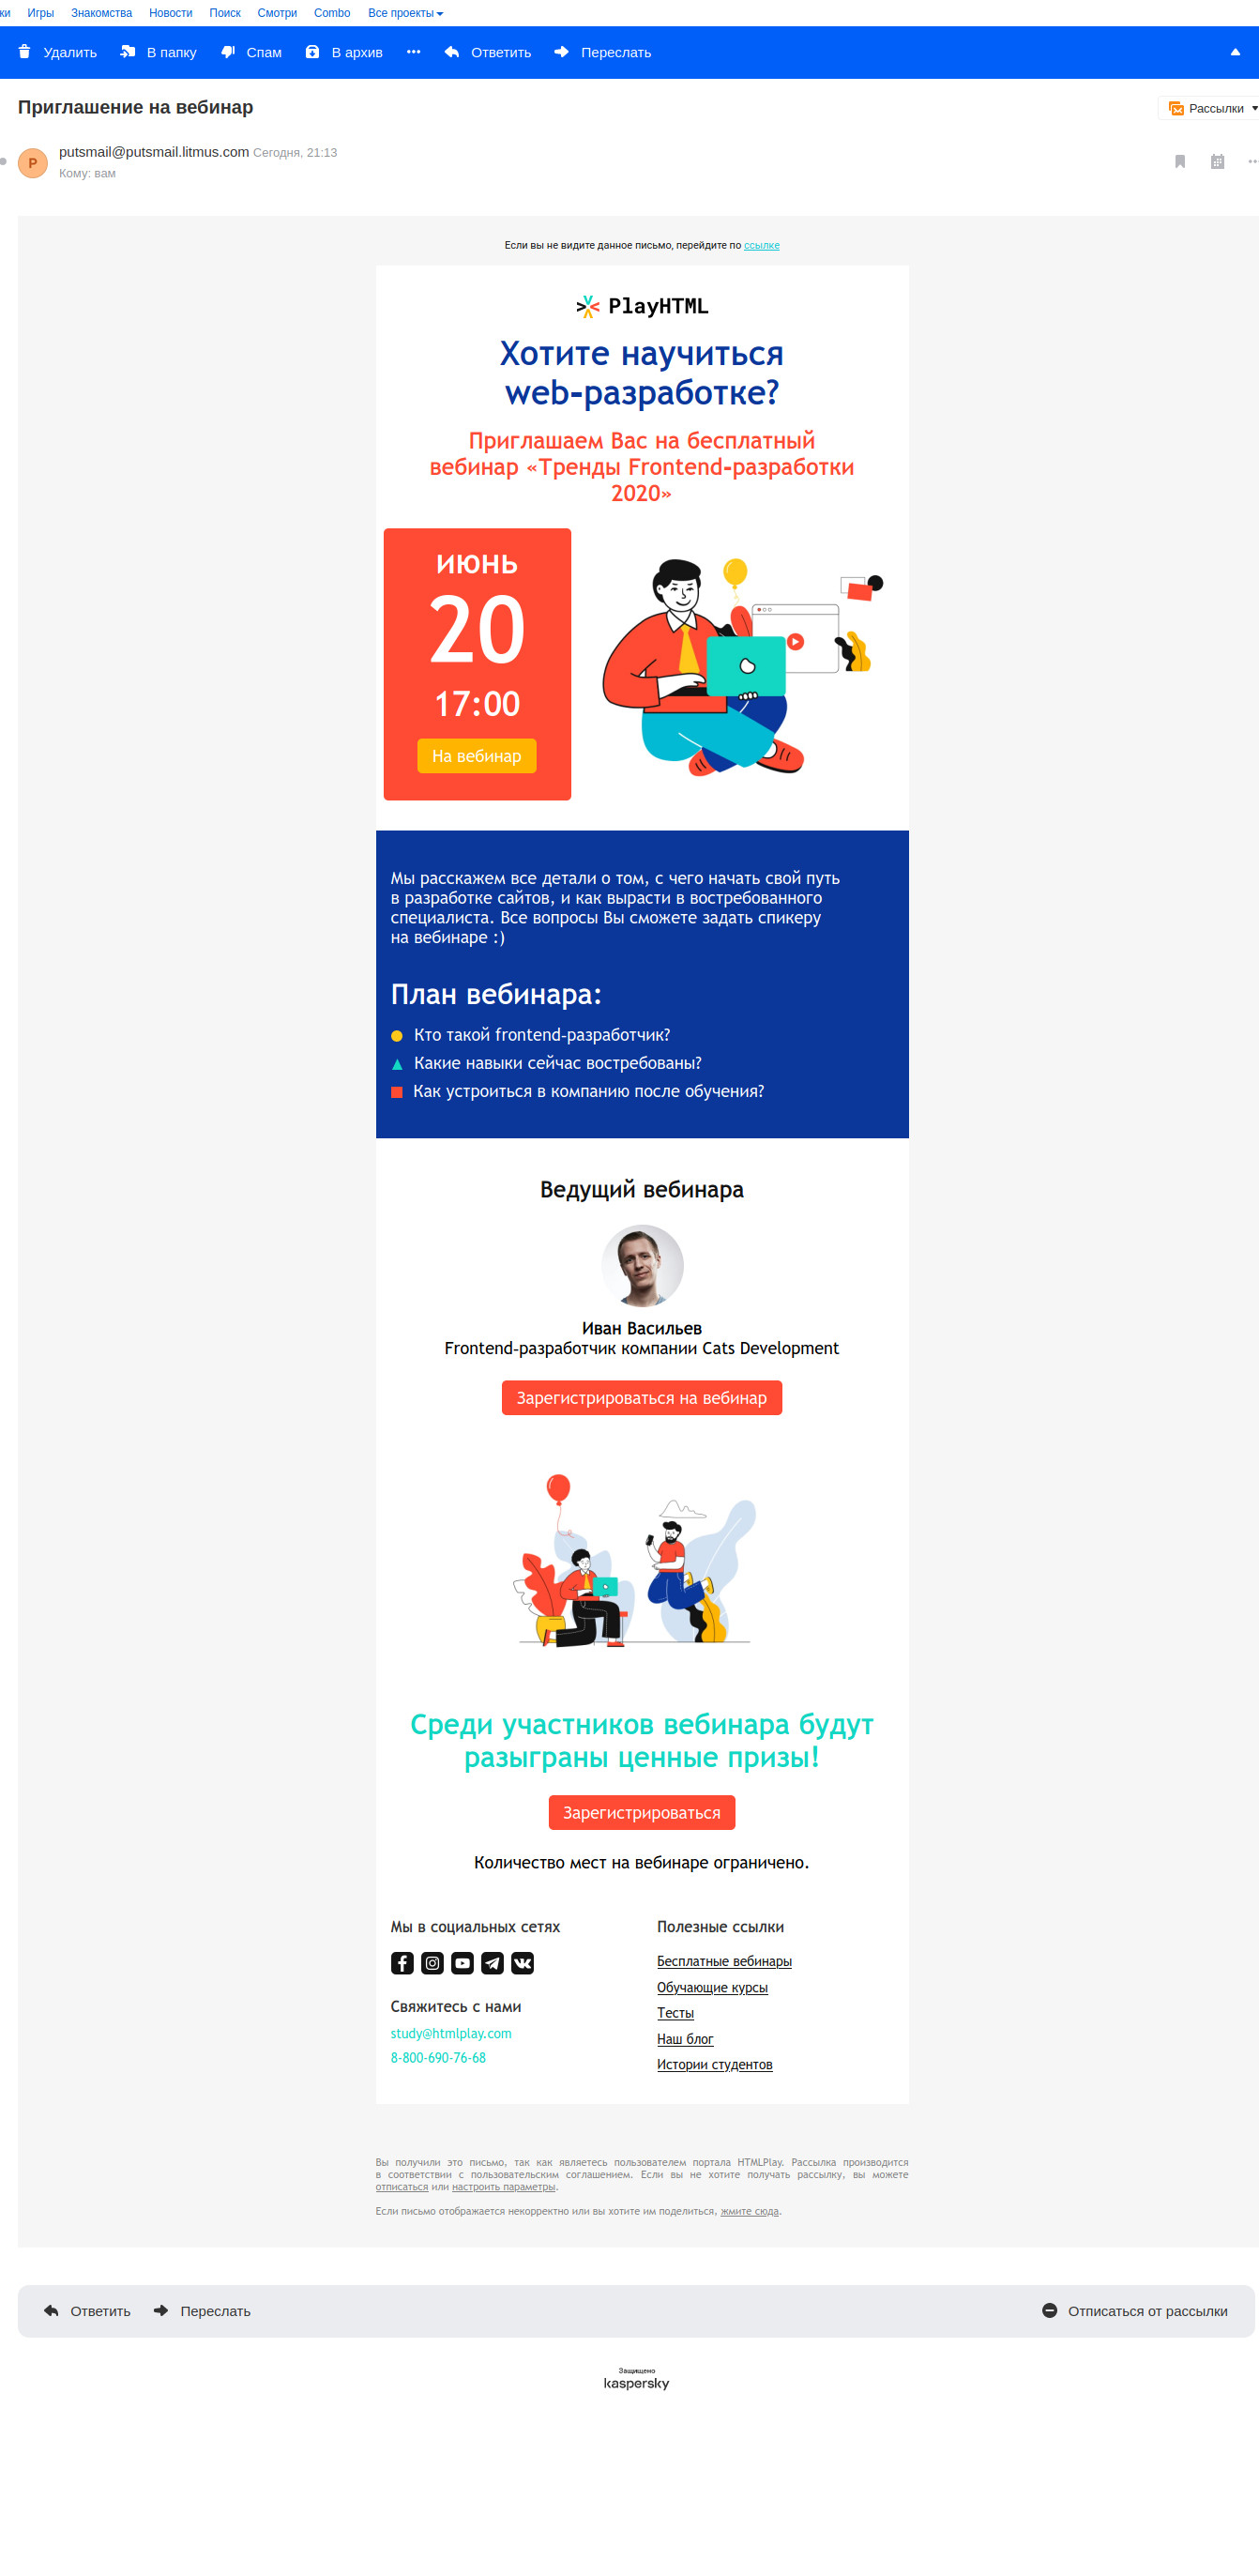 ки Игры Знакомства Новости Поиск Смотри Combo Все проекты
Удалить В папку Спам В архив Ответить Переслать
Приглашение на вебинар
Рассылки
P
putsmail@putsmail.litmus.com Сегодня, 21:13
Кому: вам
Если вы не видите данное письмо, перейдите по ссылке
PlayHTML
Хотите научиться
web-разработке?
Приглашаем Вас на бесплатный
вебинар «Тренды Frontend-разработки
2020»
июнь
20
17:00
На вебинар
Мы расскажем все детали о том, с чего начать свой путь
в разработке сайтов, и как вырасти в востребованного
специалиста. Все вопросы Вы сможете задать спикеру
на вебинаре :)
План вебинара:
Кто такой frontend-разработчик?
Какие навыки сейчас востребованы?
Как устроиться в компанию после обучения?
Ведущий вебинара
Иван Васильев
Frontend-разработчик компании Cats Development
Зарегистрироваться на вебинар
Среди участников вебинара будут
разыграны ценные призы!
Зарегистрироваться
Количество мест на вебинаре ограничено.
Мы в социальных сетях
Свяжитесь с нами
study@htmlplay.com
8-800-690-76-68
Полезные ссылки
Бесплатные вебинары
Обучающие курсы
Тесты
Наш блог
Истории студентов
Вы получили это письмо, так как являетесь пользователем портала HTMLPlay. Рассылка производится
в соответствии с пользовательским соглашением. Если вы не хотите получать рассылку, вы можете
отписаться или настроить параметры.
Если письмо отображается некорректно или вы хотите им поделиться, жмите сюда.
Ответить Переслать Отписаться от рассылки
Защищено
kaspersky